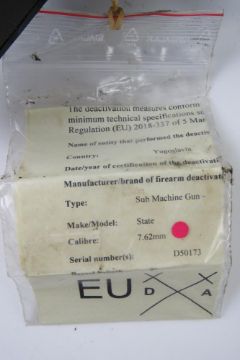 The deactivation measures conform
minimum technical specifications
Regulation (EU) 2018/337 of 5 Mar
Name of entity that performed the deactiv
Country: Yugoslavia
Date/year of certification of the deactivat
Manufacturer/brand of firearm deactivat
Type: Sub Machine Gun -
Make/Model: State
Calibre: 7.62mm
Serial number(s): D50173
EU
D A